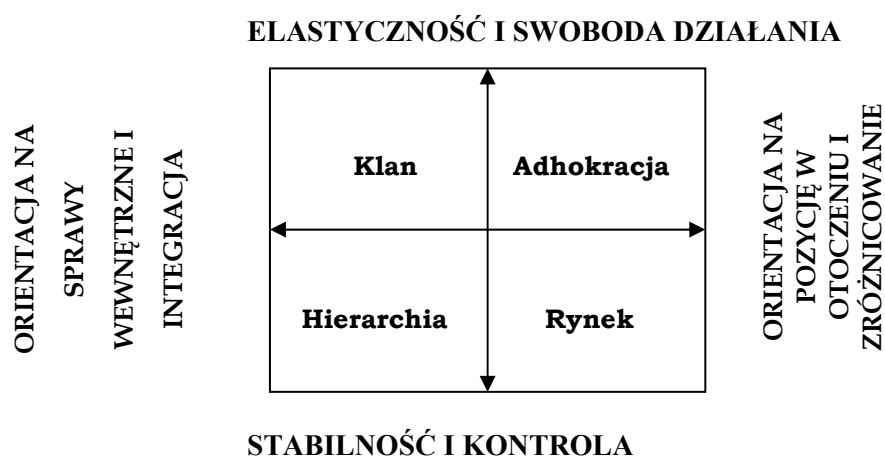 ELASTYCZNOŚĆ I SWOBODA DZIAŁANIA
ORIENTACJA NA
SPRAWY
WEWNĘTRZNE I
INTEGRACJA
Klan
Adhokracja
Hierarchia
Rynek
ORIENTACJA NA
POZYCJĘ W
OTOCZENIU I
ZRÓŻNICOWANIE
STABILNOŚĆ I KONTROLA